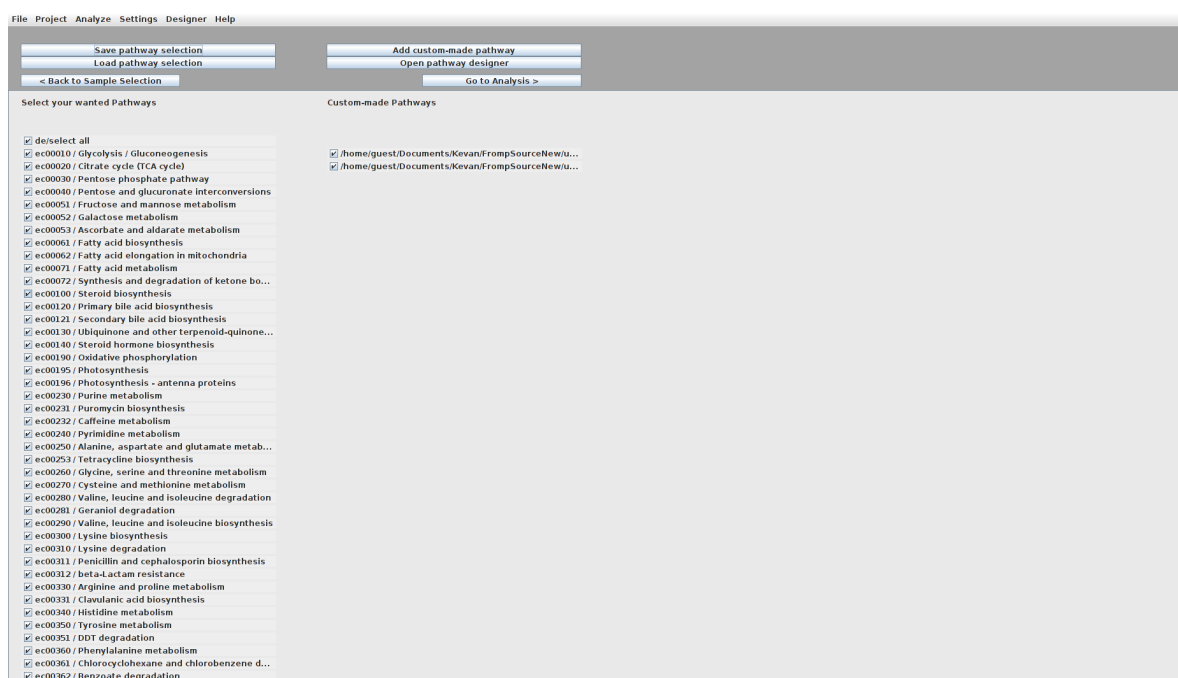 File Project Analyze Settings Designer Help
Save pathway selection
Load pathway selection
< Back to Sample Selection
Add custom-made pathway
Open pathway designer
Go to Analysis >
Select your wanted Pathways
de/select all
ec00010 / Glycolysis / Gluconeogenesis
ec00020 / Citrate cycle (TCA cycle)
ec00030 / Pentose phosphate pathway
ec00040 / Pentose and glucuronate interconversions
ec00051 / Fructose and mannose metabolism
ec00052 / Galactose metabolism
ec00053 / Ascorbate and aldarate metabolism
ec00061 / Fatty acid biosynthesis
ec00062 / Fatty acid elongation in mitochondria
ec00071 / Fatty acid metabolism
ec00072 / Synthesis and degradation of ketone bo...
ec00100 / Steroid biosynthesis
ec00120 / Primary bile acid biosynthesis
ec00121 / Secondary bile acid biosynthesis
ec00130 / Ubiquinone and other terpenoid-quinone...
ec00140 / Steroid hormone biosynthesis
ec00190 / Oxidative phosphorylation
ec00195 / Photosynthesis
ec00196 / Photosynthesis - antenna proteins
ec00230 / Purine metabolism
ec00231 / Puromycin biosynthesis
ec00232 / Caffeine metabolism
ec00240 / Pyrimidine metabolism
ec00250 / Alanine, aspartate and glutamate metab...
ec00253 / Tetracycline biosynthesis
ec00260 / Glycine, serine and threonine metabolism
ec00270 / Cysteine and methionine metabolism
ec00280 / Valine, leucine and isoleucine degradation
ec00281 / Geraniol degradation
ec00290 / Valine, leucine and isoleucine biosynthesis
ec00300 / Lysine biosynthesis
ec00310 / Lysine degradation
ec00311 / Penicillin and cephalosporin biosynthesis
ec00312 / beta-Lactam resistance
ec00330 / Arginine and proline metabolism
ec00331 / Clavulanic acid biosynthesis
ec00340 / Histidine metabolism
ec00350 / Tyrosine metabolism
ec00351 / DDT degradation
ec00360 / Phenylalanine metabolism
ec00361 / Chlorocyclohexane and chlorobenzene d...
ec00362 / Benzoate degradation
Custom-made Pathways
/home/guest/Documents/Kevan/FrompSourceNew/u...
/home/guest/Documents/Kevan/FrompSourceNew/u...